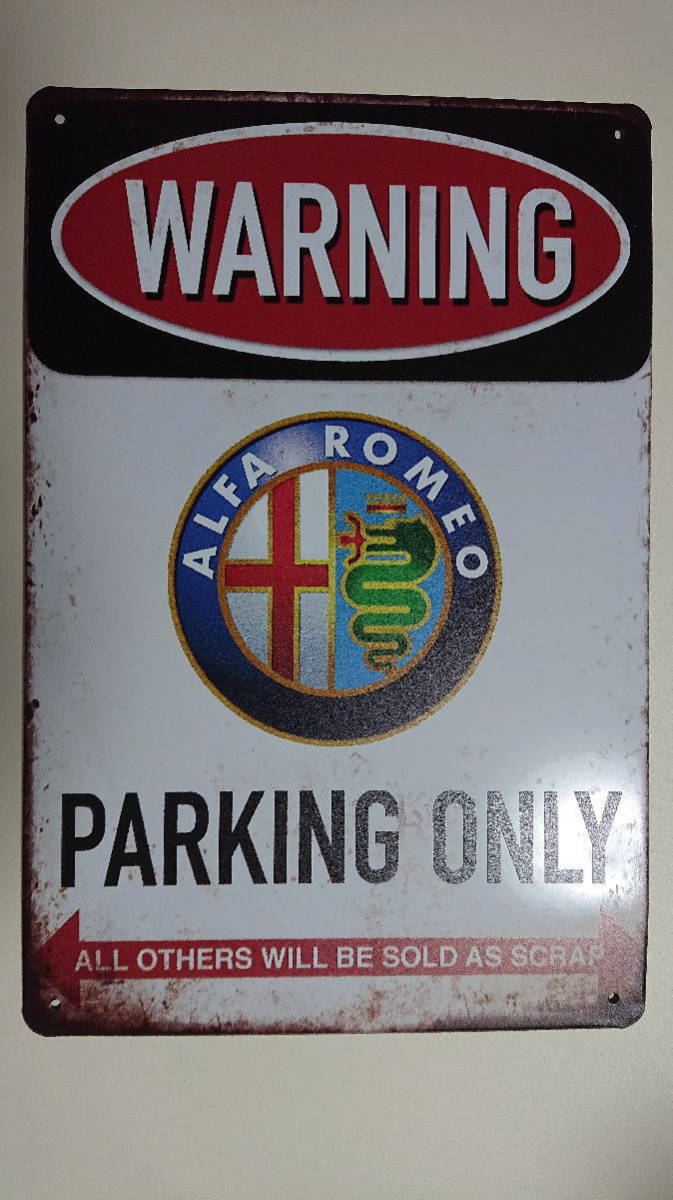 WARNING
ALFA ROMEO
PARKING ONLY
ALL OTHERS WILL BE SOLD AS SCRAP